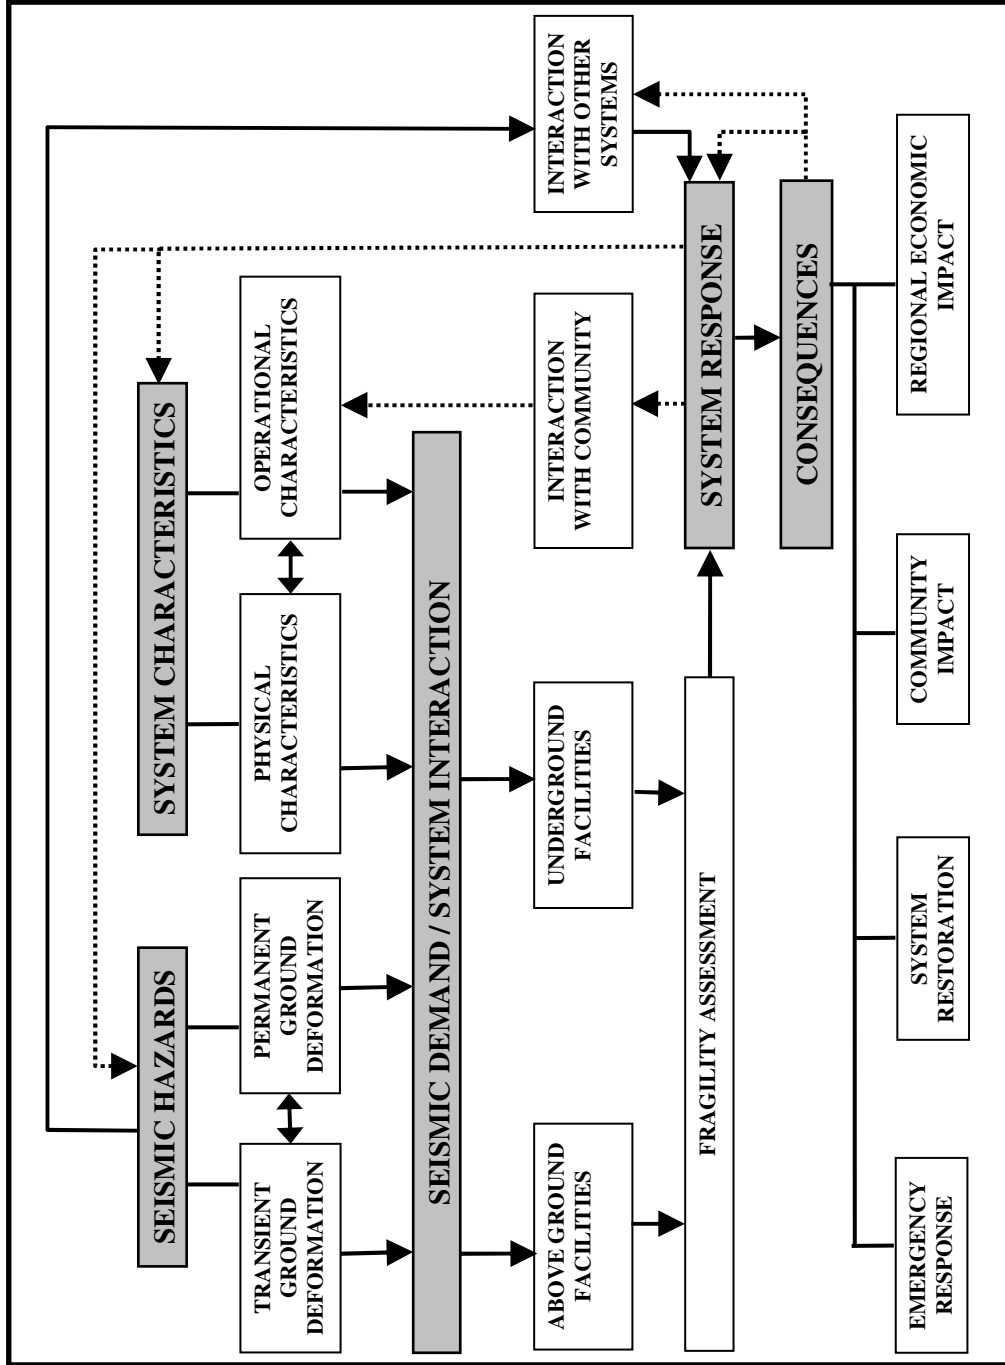 SEISMIC HAZARDS
SYSTEM CHARACTERISTICS
TRANSIENT
GROUND
DEFORMATION
PERMANENT
GROUND
DEFORMATION
PHYSICAL
CHARACTERISTICS
OPERATIONAL
CHARACTERISTICS
SEISMIC DEMAND / SYSTEM INTERACTION
ABOVE GROUND
FACILITIES
UNDERGROUND
FACILITIES
INTERACTION
WITH COMMUNITY
INTERACTION
WITH OTHER
SYSTEMS
FRAGILITY ASSESSMENT
SYSTEM RESPONSE
CONSEQUENCES
EMERGENCY
RESPONSE
SYSTEM
RESTORATION
COMMUNITY
IMPACT
REGIONAL ECONOMIC
IMPACT